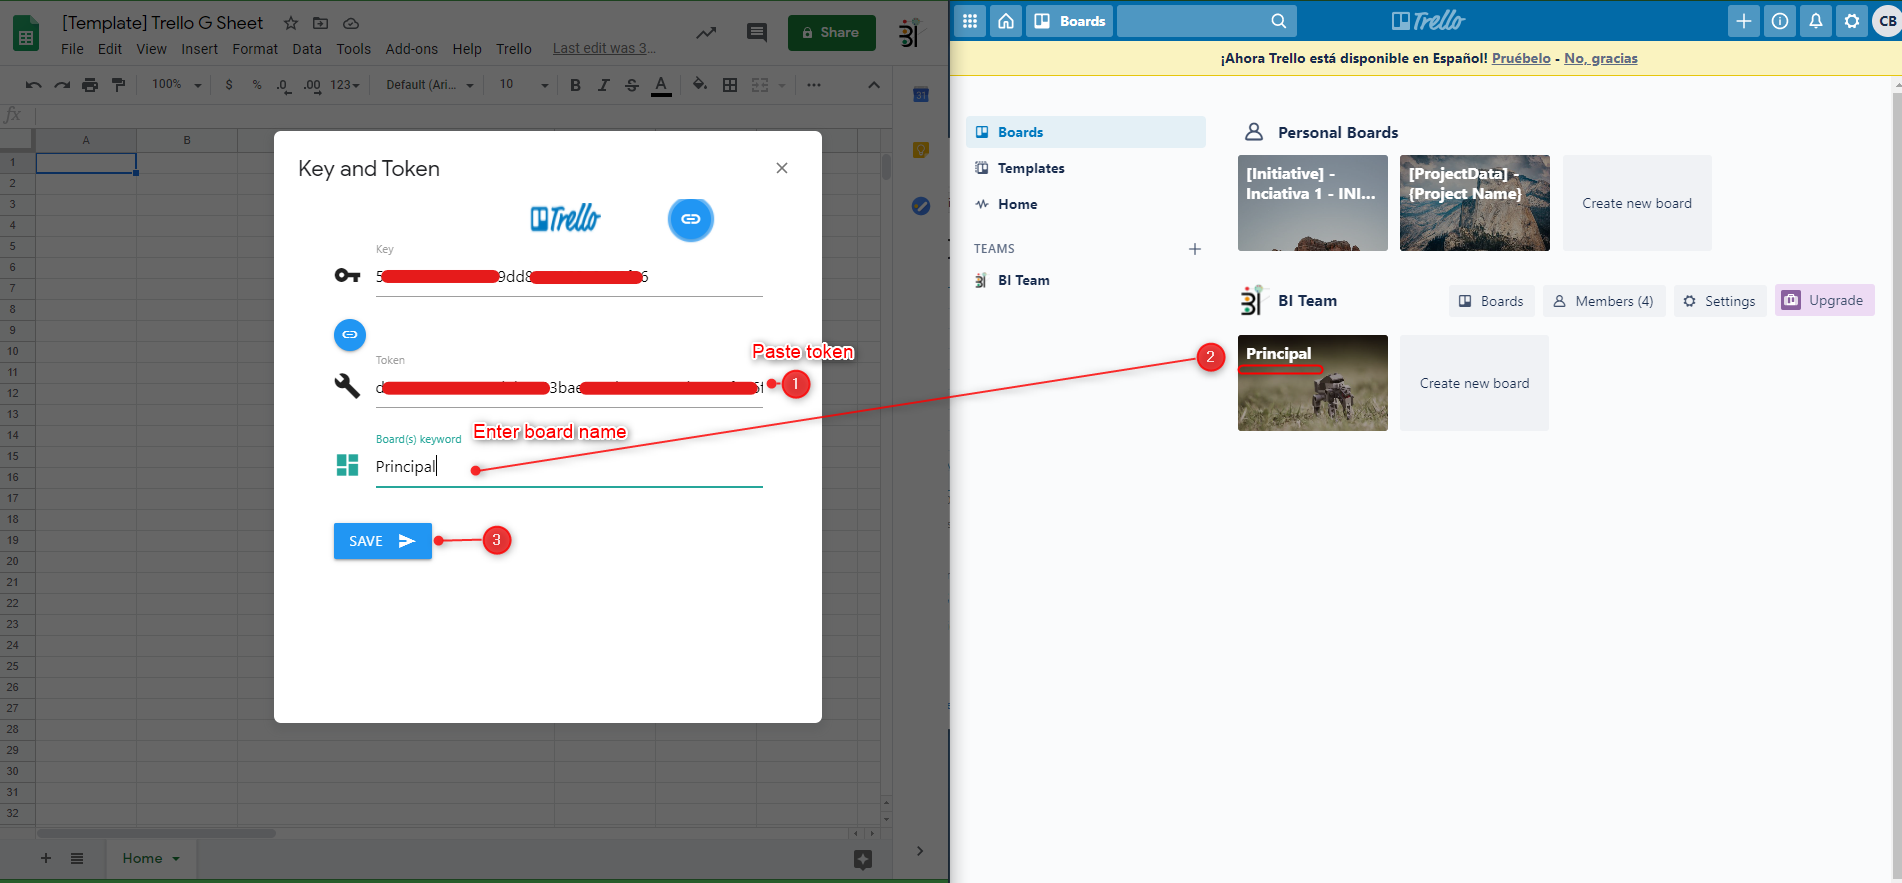 [Template] Trello G Sheet
File Edit View Insert Format Data Tools Add-ons Help Trello Last edit was 3...
Share
100% $ % .0 .00 123 Default (Ari... 10 B I S A
fx
A B
1
2
3
4
5
6
7
8
9
10
11
12
13
14
15
16
17
18
19
20
21
22
23
24
25
26
27
28
29
30
31
32
Home
Key and Token
Trello
Key
5 9dd8 6
Token
d 3bae
Paste token
1
Board(s) keyword
Enter board name
Principal
SAVE
3
Boards
Trello
CB
¡Ahora Trello está disponible en Español! Pruébelo - No, gracias
Boards
Templates
Home
TEAMS
BI Team
Personal Boards
[Initiative] -
Inciativa 1 - INI...
[ProjectData] -
{Project Name}
Create new board
BI
BI Team
Boards
Members (4)
Settings
Upgrade
2
Principal
Create new board